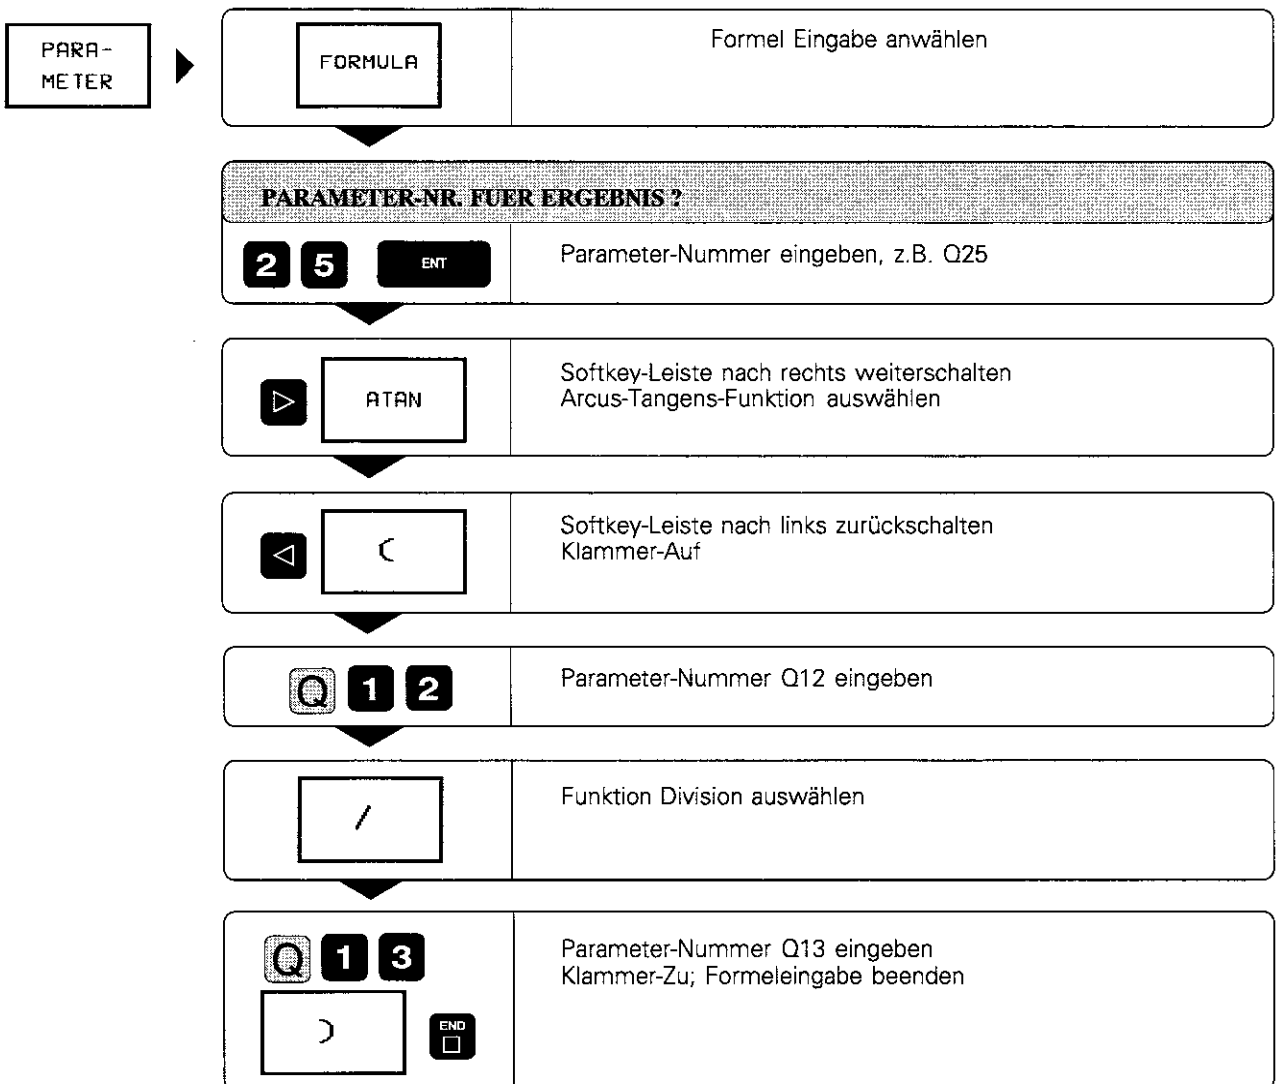 PARA-
METER
FORMULA
Formel Eingabe anwählen
PARAMETER-NR. FUER ERGEBNIS ?
2 5 ENT
Parameter-Nummer eingeben, z.B. Q25
ATAN
Softkey-Leiste nach rechts weiterschalten
Arcus-Tangens-Funktion auswählen
(
Softkey-Leiste nach links zurückschalten
Klammer-Auf
Q 1 2
Parameter-Nummer Q12 eingeben
/
Funktion Division auswählen
Q 1 3
Parameter-Nummer Q13 eingeben
Klammer-Zu; Formeleingabe beenden
)
END